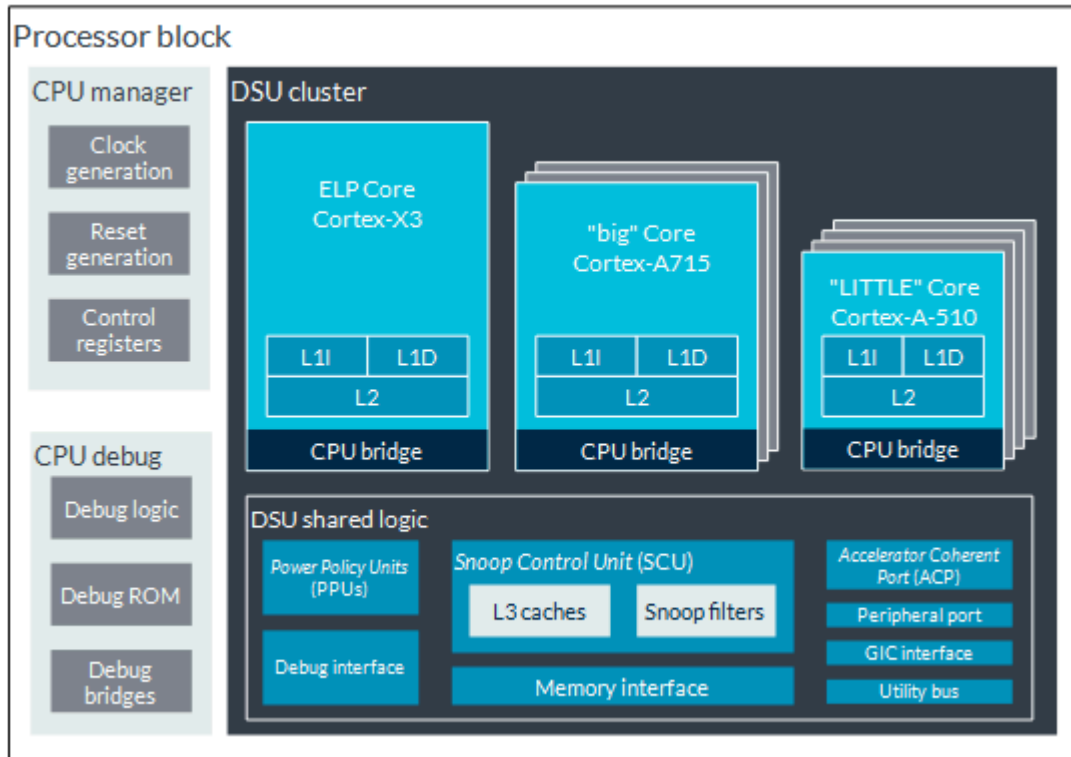 Processor block
CPU manager
Clock
generation
Reset
generation
Control
registers
CPU debug
Debug logic
Debug ROM
Debug
bridges
DSU cluster
ELP Core
Cortex-X3
L1I
L1D
L2
CPU bridge
"big" Core
Cortex-A715
L1I
L1D
L2
CPU bridge
"LITTLE" Core
Cortex-A-510
L1I
L1D
L2
CPU bridge
DSU shared logic
Power Policy Units
(PPUs)
Debug interface
Snoop Control Unit (SCU)
L3 caches
Snoop filters
Memory interface
Accelerator Coherent
Port (ACP)
Peripheral port
GIC interface
Utility bus